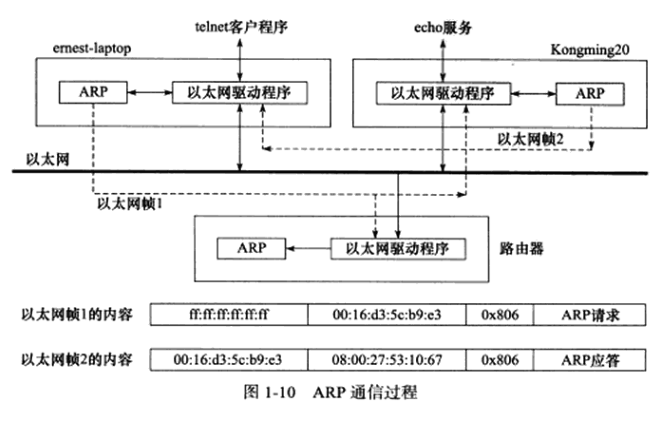 telnet客户程序 echo服务
ernest-laptop Kongming20
ARP 以太网驱动程序 以太网驱动程序 ARP
以太网帧2
以太网
以太网帧1
ARP 以太网驱动程序 路由器
以太网帧1的内容 ff:ff:ff:ff:ff:ff 00:16:d3:5c:b9:e3 0x806 ARP请求
以太网帧2的内容 00:16:d3:5c:b9:e3 08:00:27:53:10:67 0x806 ARP应答
图 1-10 ARP 通信过程